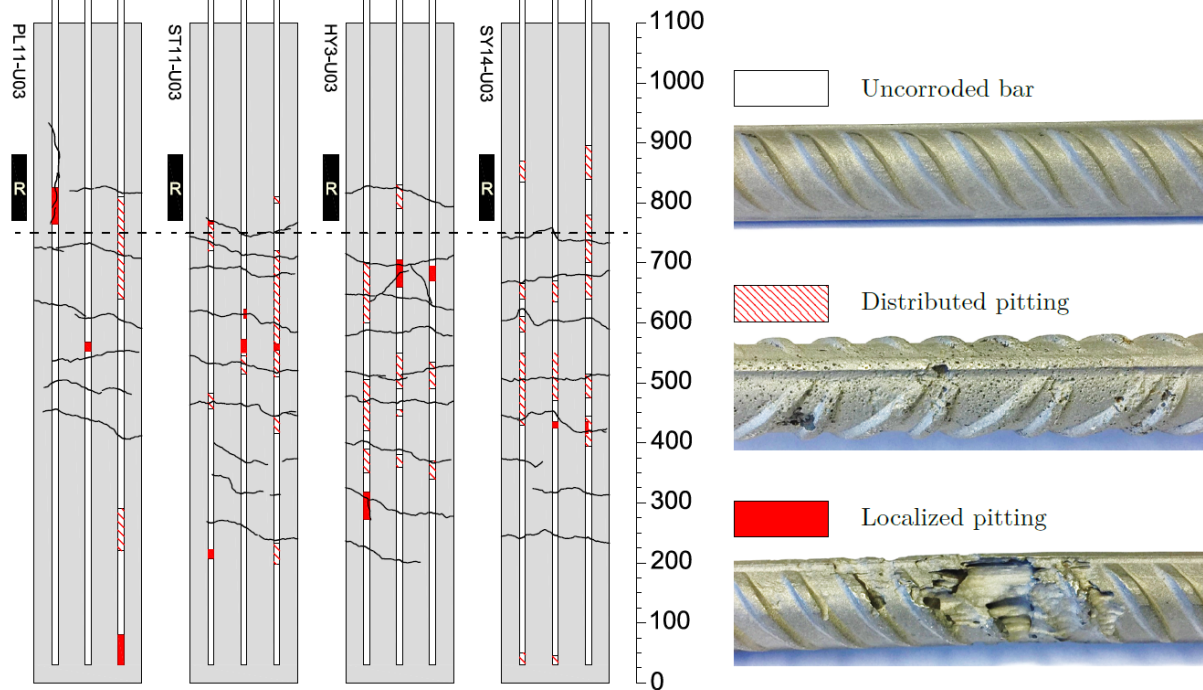 PL11-U03
R
ST11-U03
R
HY3-U03
R
SY14-U03
R
1100
1000
900
800
700
600
500
400
300
200
100
0
Uncorroded bar
Distributed pitting
Localized pitting